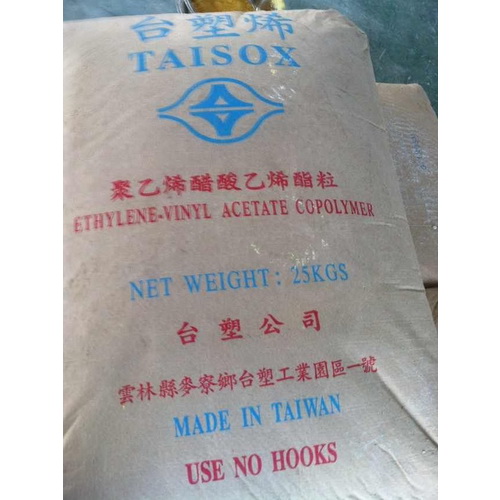 台塑烯
TAISOX
聚乙烯醋酸乙烯酯粒
ETHYLENE-VINYL ACETATE COPOLYMER
NET WEIGHT: 25KGS
台塑公司
雲林縣麥寮鄉台塑工業園區一號
MADE IN TAIWAN
USE NO HOOKS